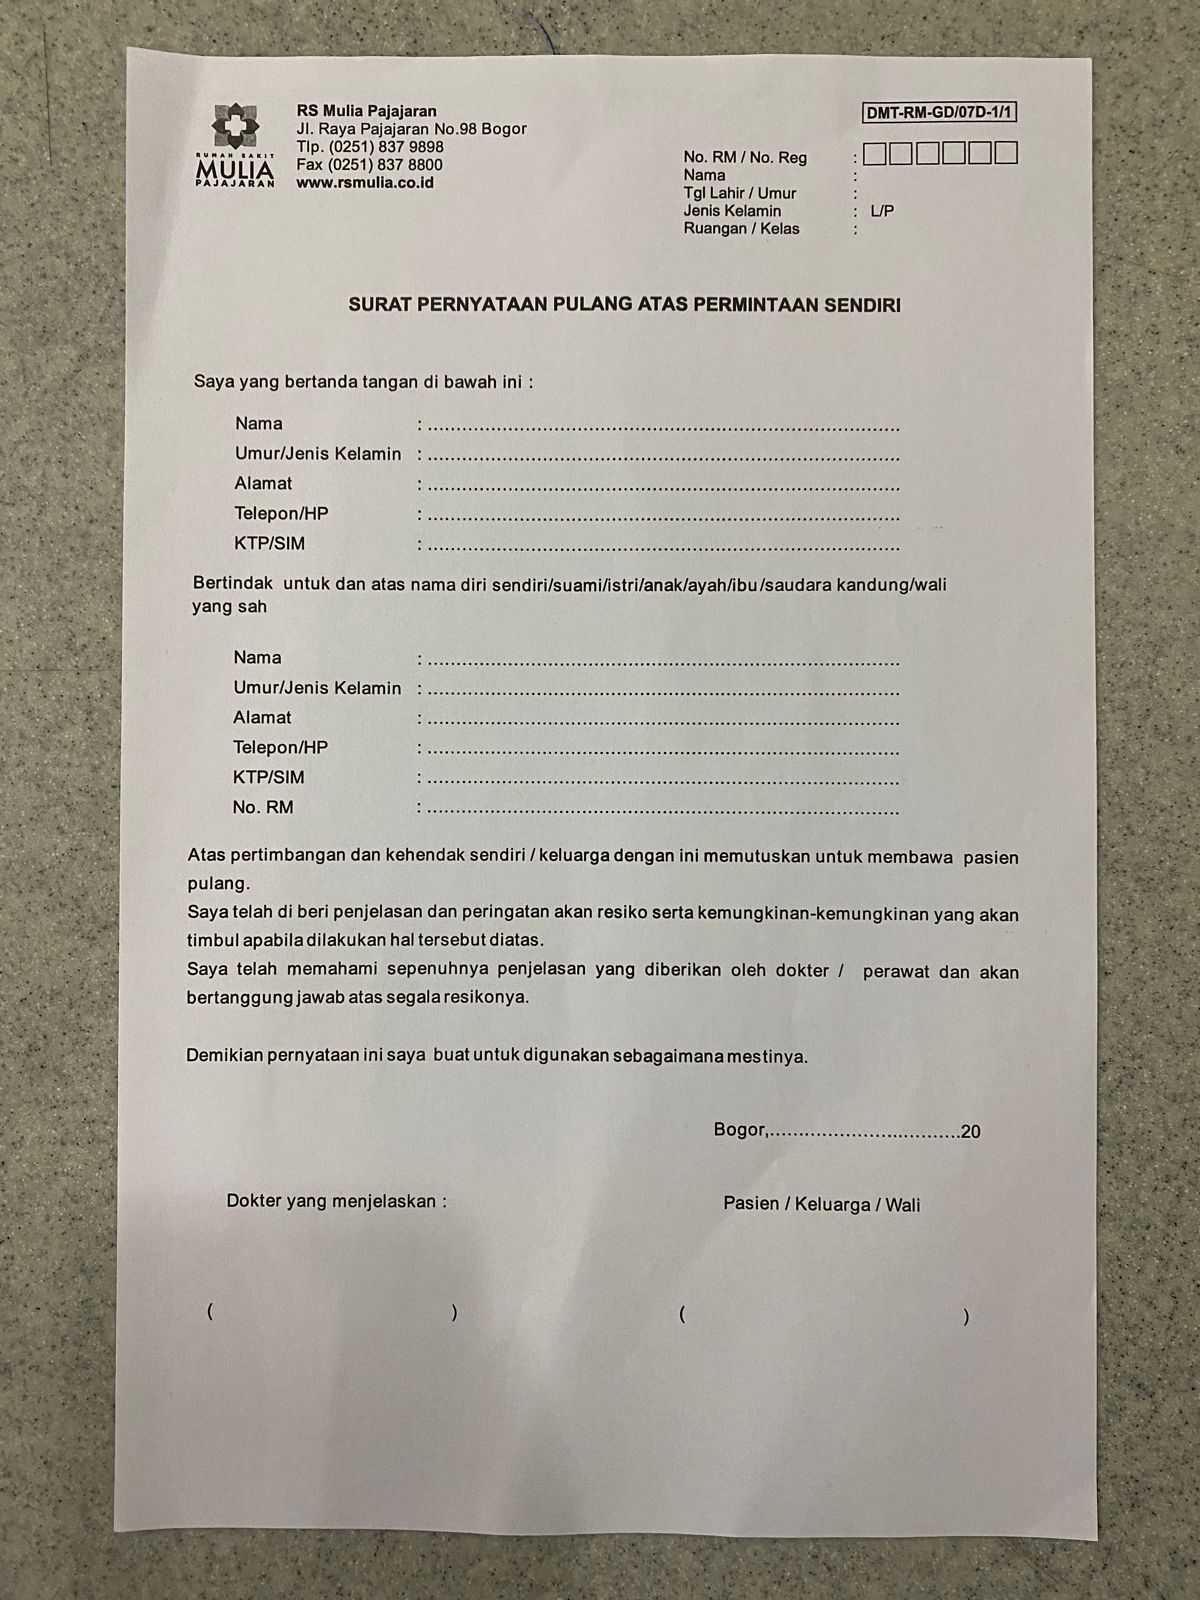 RUMAH SAKIT
MULIA
PAJAJARAN
RS Mulia Pajajaran
Jl. Raya Pajajaran No.98 Bogor
Tlp. (0251) 837 9898
Fax (0251) 837 8800
www.rsmulia.co.id
DMT-RM-GD/07D-1/1
No. RM / No. Reg :
Nama :
Tgl Lahir / Umur :
Jenis Kelamin : L/P
Ruangan / Kelas :
SURAT PERNYATAAN PULANG ATAS PERMINTAAN SENDIRI
Saya yang bertanda tangan di bawah ini :
Nama : ....................................................................................
Umur/Jenis Kelamin : ....................................................................................
Alamat : ....................................................................................
Telepon/HP : ....................................................................................
KTP/SIM : ....................................................................................
Bertindak untuk dan atas nama diri sendiri/suami/istri/anak/ayah/ibu/saudara kandung/wali
yang sah
Nama : ....................................................................................
Umur/Jenis Kelamin : ....................................................................................
Alamat : ....................................................................................
Telepon/HP : ....................................................................................
KTP/SIM : ....................................................................................
No. RM : ....................................................................................
Atas pertimbangan dan kehendak sendiri / keluarga dengan ini memutuskan untuk membawa pasien
pulang.
Saya telah di beri penjelasan dan peringatan akan resiko serta kemungkinan-kemungkinan yang akan
timbul apabila dilakukan hal tersebut diatas.
Saya telah memahami sepenuhnya penjelasan yang diberikan oleh dokter / perawat dan akan
bertanggung jawab atas segala resikonya.
Demikian pernyataan ini saya buat untuk digunakan sebagaimana mestinya.
Bogor,..................................20
Dokter yang menjelaskan :
Pasien / Keluarga / Wali
( )
( )